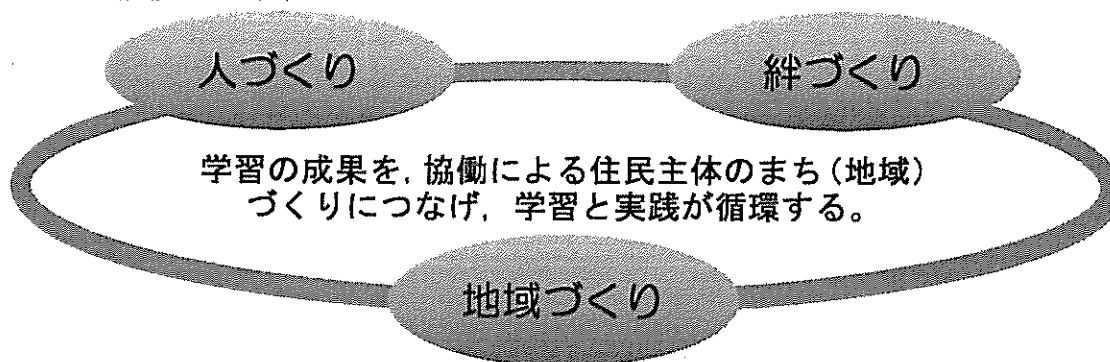 人づくり
絆づくり
学習の成果を，協働による住民主体のまち（地域）
づくりにつなげ，学習と実践が循環する。
地域づくり